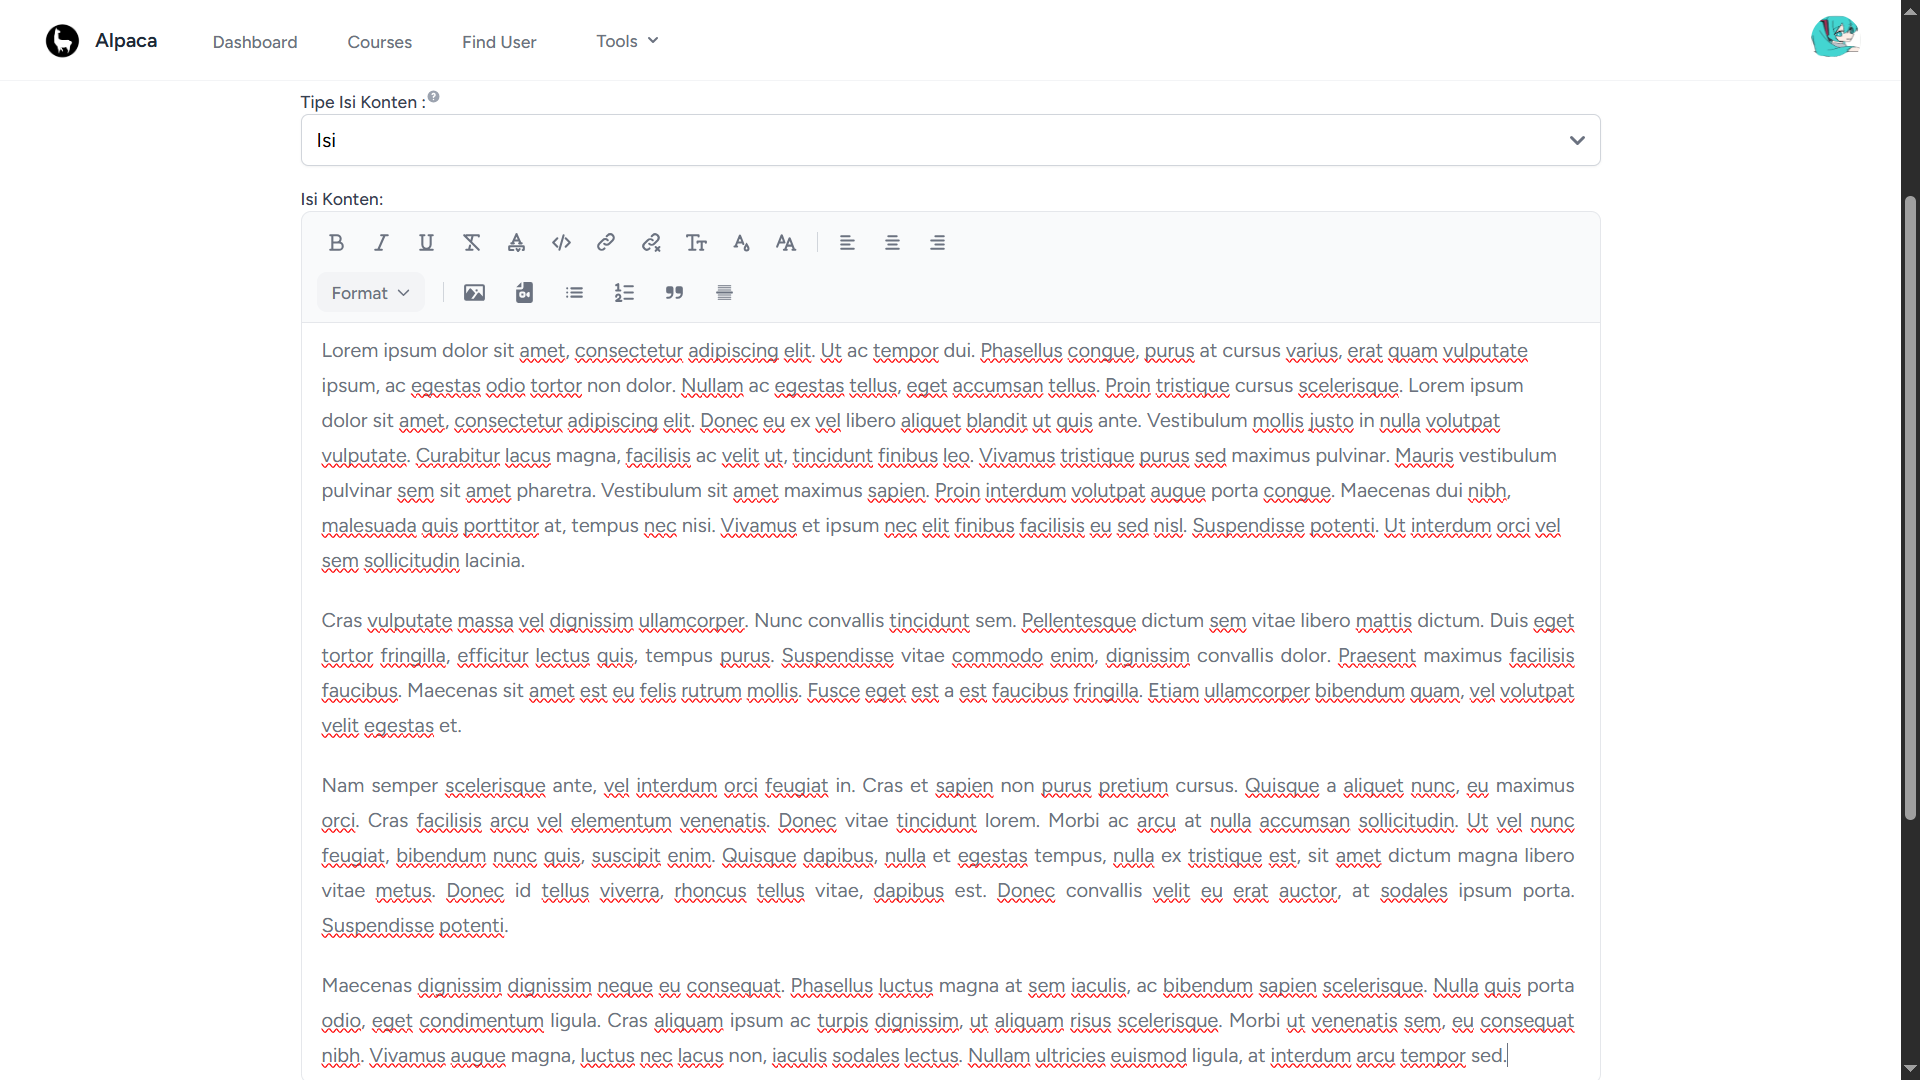 Alpaca Dashboard Courses Find User Tools
Tipe Isi Konten :
Isi
Isi Konten:
Format
Lorem ipsum dolor sit amet, consectetur adipiscing elit. Ut ac tempor dui. Phasellus congue, purus at cursus varius, erat quam vulputate
ipsum, ac egestas odio tortor non dolor. Nullam ac egestas tellus, eget accumsan tellus. Proin tristique cursus scelerisque. Lorem ipsum
dolor sit amet, consectetur adipiscing elit. Donec eu ex vel libero aliquet blandit ut quis ante. Vestibulum mollis justo in nulla volutpat
vulputate. Curabitur lacus magna, facilisis ac velit ut, tincidunt finibus leo. Vivamus tristique purus sed maximus pulvinar. Mauris vestibulum
pulvinar sem sit amet pharetra. Vestibulum sit amet maximus sapien. Proin interdum volutpat augue porta congue. Maecenas dui nibh,
malesuada quis porttitor at, tempus nec nisi. Vivamus et ipsum nec elit finibus facilisis eu sed nisl. Suspendisse potenti. Ut interdum orci vel
sem sollicitudin lacinia.
Cras vulputate massa vel dignissim ullamcorper. Nunc convallis tincidunt sem. Pellentesque dictum sem vitae libero mattis dictum. Duis eget
tortor fringilla, efficitur lectus quis, tempus purus. Suspendisse vitae commodo enim, dignissim convallis dolor. Praesent maximus facilisis
faucibus. Maecenas sit amet est eu felis rutrum mollis. Fusce eget est a est faucibus fringilla. Etiam ullamcorper bibendum quam, vel volutpat
velit egestas et.
Nam semper scelerisque ante, vel interdum orci feugiat in. Cras et sapien non purus pretium cursus. Quisque a aliquet nunc, eu maximus
orci. Cras facilisis arcu vel elementum venenatis. Donec vitae tincidunt lorem. Morbi ac arcu at nulla accumsan sollicitudin. Ut vel nunc
feugiat, bibendum nunc quis, suscipit enim. Quisque dapibus, nulla et egestas tempus, nulla ex tristique est, sit amet dictum magna libero
vitae metus. Donec id tellus viverra, rhoncus tellus vitae, dapibus est. Donec convallis velit eu erat auctor, at sodales ipsum porta.
Suspendisse potenti.
Maecenas dignissim dignissim neque eu consequat. Phasellus luctus magna at sem iaculis, ac bibendum sapien scelerisque. Nulla quis porta
odio, eget condimentum ligula. Cras aliquam ipsum ac turpis dignissim, ut aliquam risus scelerisque. Morbi ut venenatis sem, eu consequat
nibh. Vivamus augue magna, luctus nec lacus non, iaculis sodales lectus. Nullam ultricies euismod ligula, at interdum arcu tempor sed.